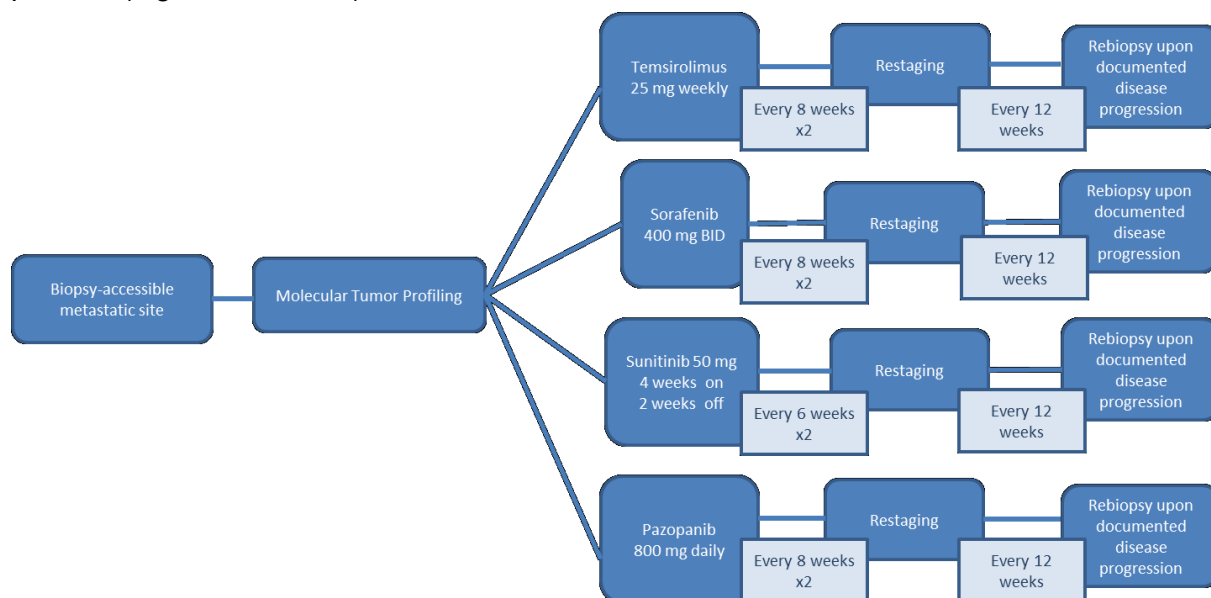 Biopsy-accessible
metastatic site
Molecular Tumor Profiling
Temsirolimus
25 mg weekly
Every 8 weeks
x2
Restaging
Every 12
weeks
Rebiopsy upon
documented
disease
progression
Sorafenib
400 mg BID
Every 8 weeks
x2
Restaging
Every 12
weeks
Rebiopsy upon
documented
disease
progression
Sunitinib 50 mg
4 weeks on
2 weeks off
Every 6 weeks
x2
Restaging
Every 12
weeks
Rebiopsy upon
documented
disease
progression
Pazopanib
800 mg daily
Every 8 weeks
x2
Restaging
Every 12
weeks
Rebiopsy upon
documented
disease
progression